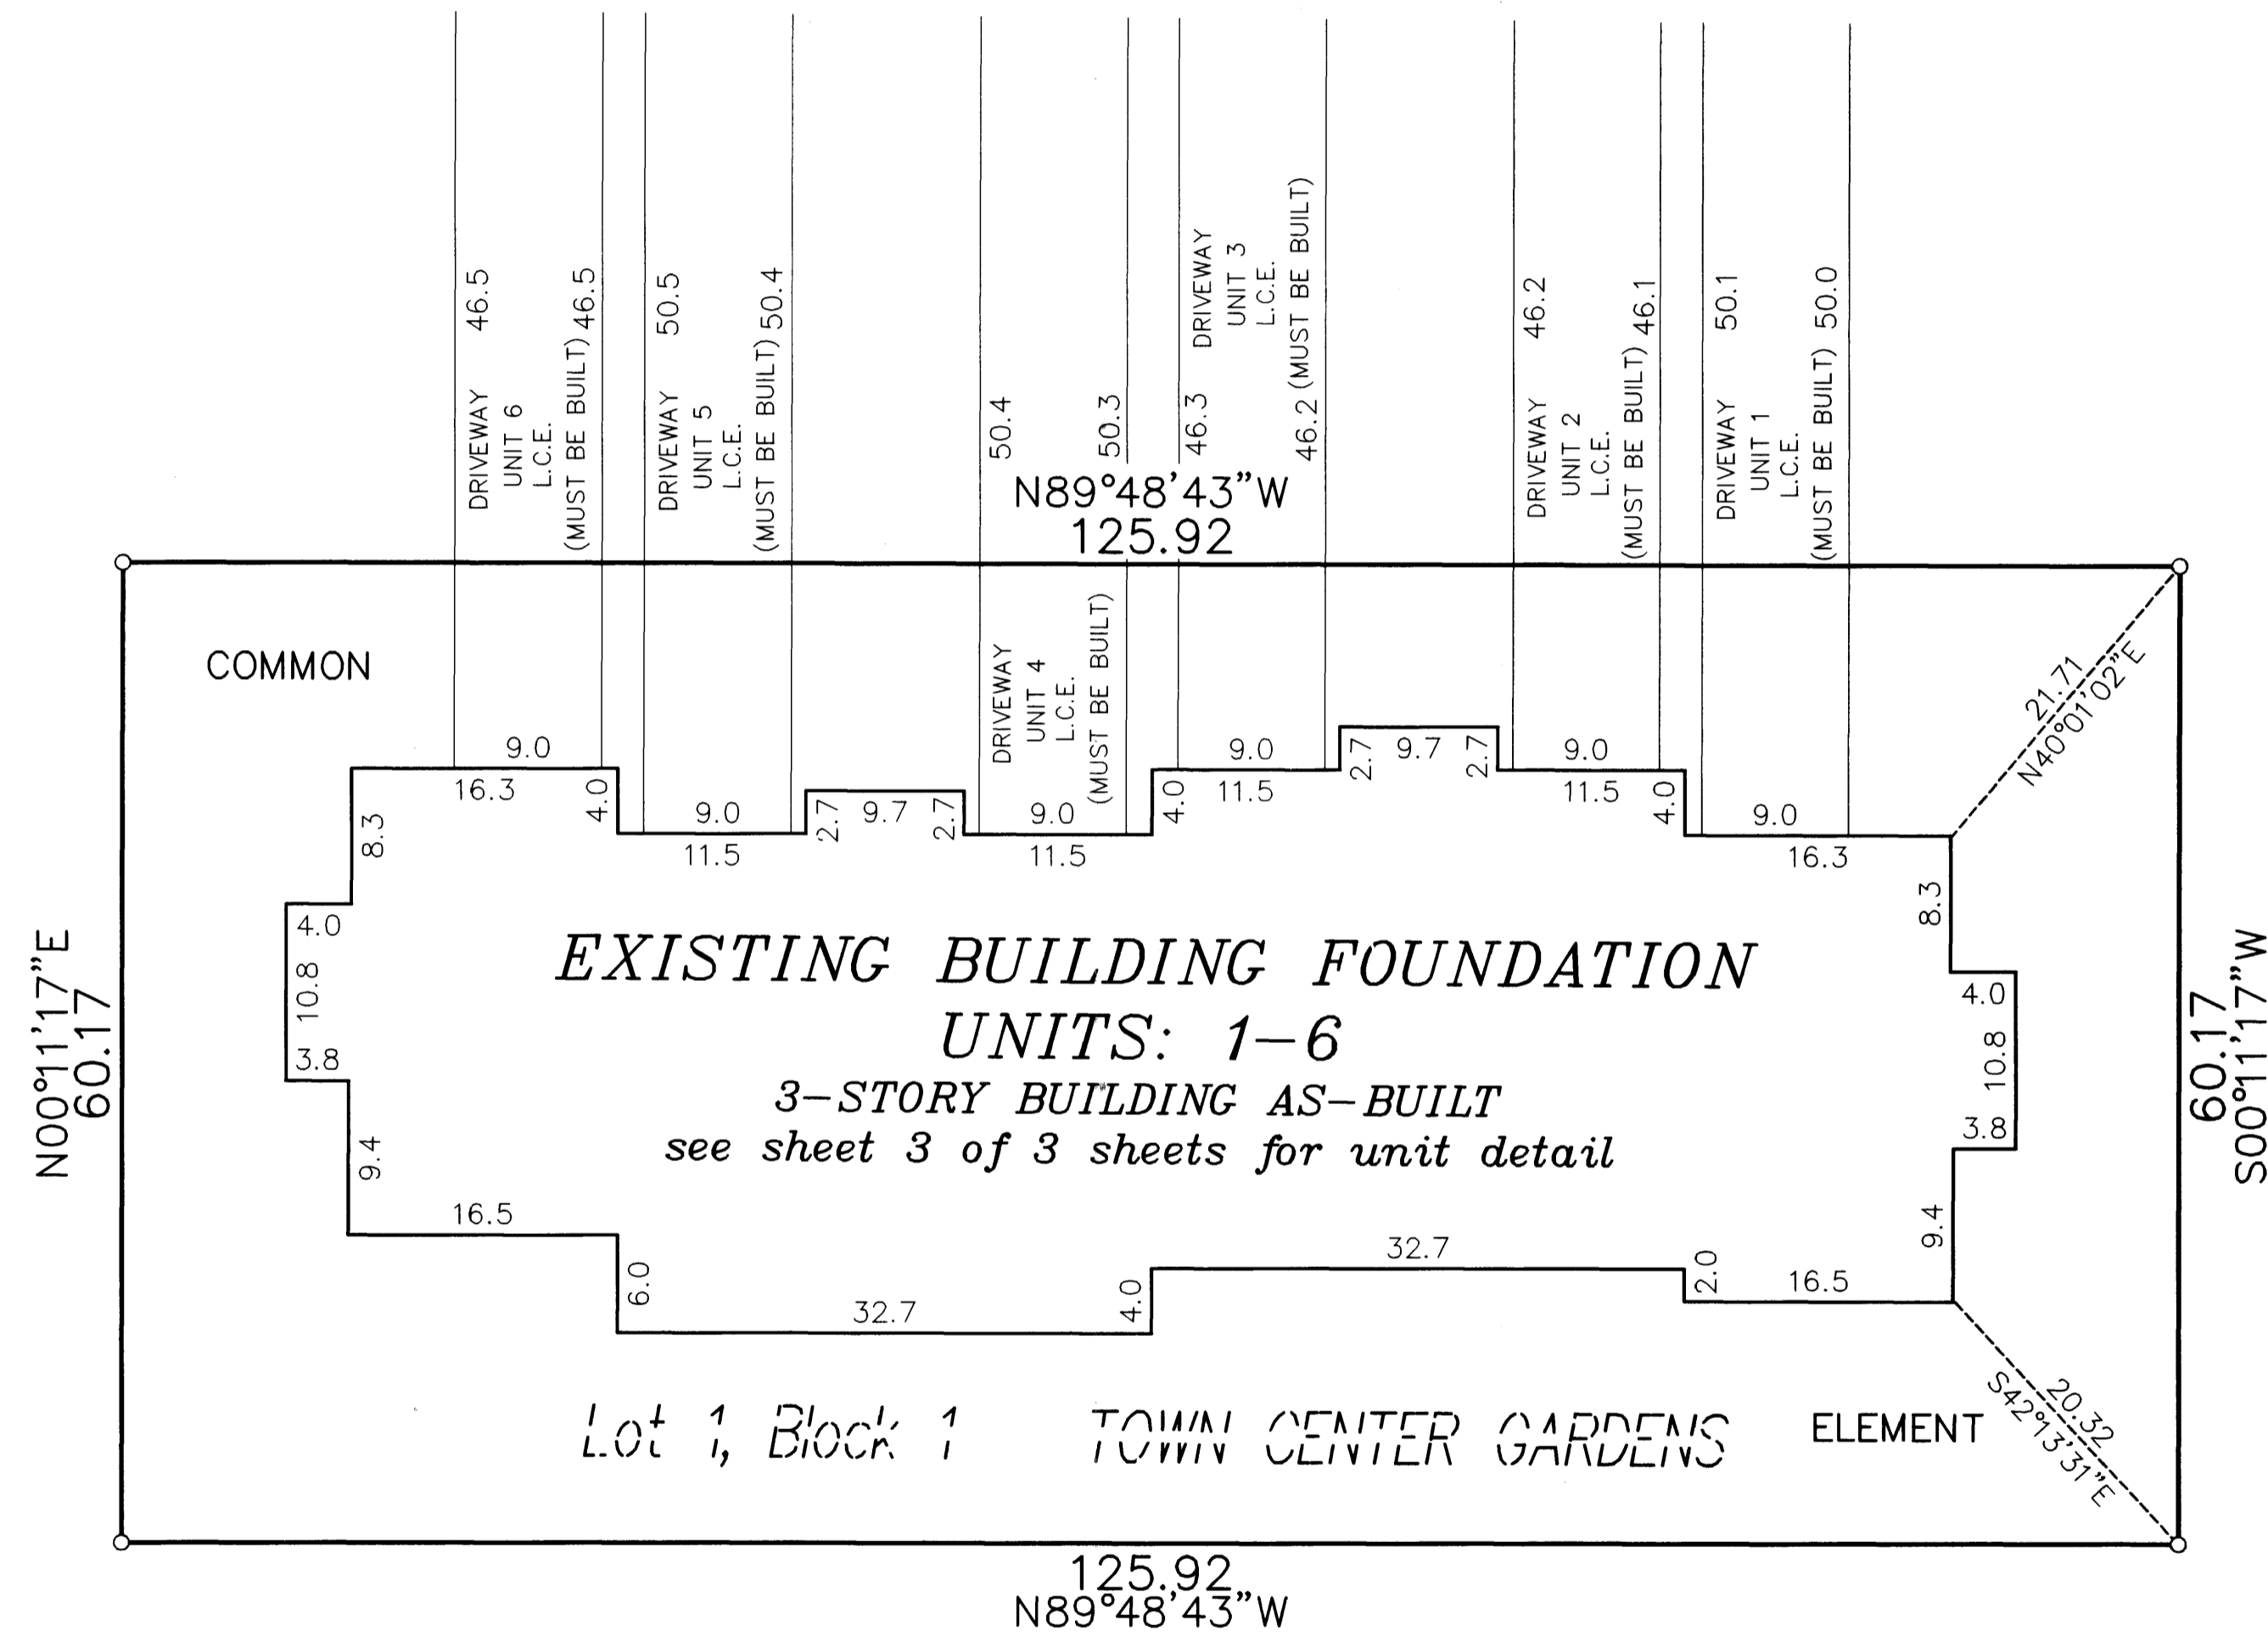 DRIVEWAY 46.5
UNIT 6
L.C.E.
(MUST BE BUILT) 46.5
DRIVEWAY 50.5
UNIT 5
L.C.E.
(MUST BE BUILT) 50.4
50.4
50.3
DRIVEWAY
UNIT 3
L.C.E.
46.3
46.2 (MUST BE BUILT)
DRIVEWAY 46.2
UNIT 2
L.C.E.
(MUST BE BUILT) 46.1
DRIVEWAY 50.1
UNIT 1
L.C.E.
(MUST BE BUILT) 50.0
N89°48'43"W
125.92
COMMON
DRIVEWAY
UNIT 4
L.C.E.
(MUST BE BUILT)
21.71
N40°01'02"E
9.0
16.3
4.0
9.0
11.5
2.7
9.7
2.7
9.0
11.5
4.0
9.0
11.5
2.7
9.7
2.7
9.0
11.5
4.0
9.0
16.3
8.3
8.3
4.0
10.8
3.8
4.0
10.8
3.8
N00°11'17"E
60.17
60.17
S00°11'17"W
EXISTING BUILDING FOUNDATION
UNITS: 1-6
3-STORY BUILDING AS-BUILT
see sheet 3 of 3 sheets for unit detail
9.4
9.4
16.5
6.0
32.7
4.0
32.7
2.0
16.5
20.32
S42°13'31"E
Lot 1, Block 1 TOWN CENTER GARDENS
ELEMENT
125.92
N89°48'43"W